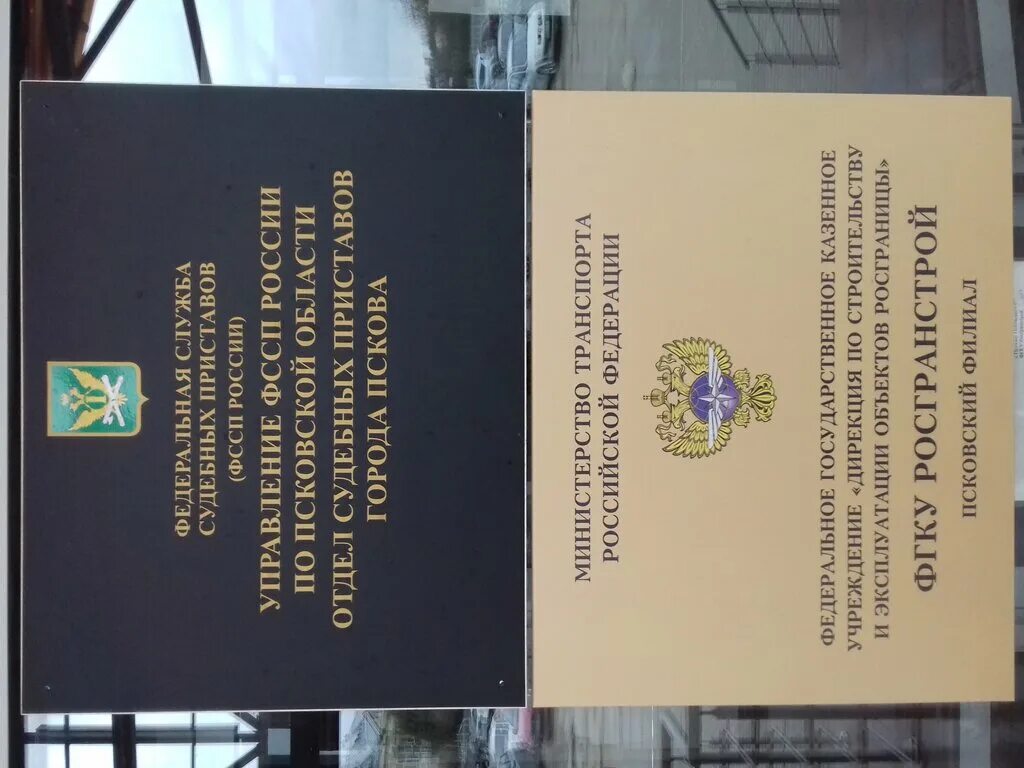 ФЕДЕРАЛЬНАЯ СЛУЖБА
СУДЕБНЫХ ПРИСТАВОВ
(ФССП РОССИИ)
УПРАВЛЕНИЕ ФССП РОССИИ
ПО ПСКОВСКОЙ ОБЛАСТИ
ОТДЕЛ СУДЕБНЫХ ПРИСТАВОВ
ГОРОДА ПСКОВА
МИНИСТЕРСТВО ТРАНСПОРТА
РОССИЙСКОЙ ФЕДЕРАЦИИ
ФЕДЕРАЛЬНОЕ ГОСУДАРСТВЕННОЕ КАЗЕННОЕ
УЧРЕЖДЕНИЕ «ДИРЕКЦИЯ ПО СТРОИТЕЛЬСТВУ
И ЭКСПЛУАТАЦИИ ОБЪЕКТОВ РОСГРАНИЦЫ»
ФГКУ РОСГРАНСТРОЙ
ПСКОВСКИЙ ФИЛИАЛ